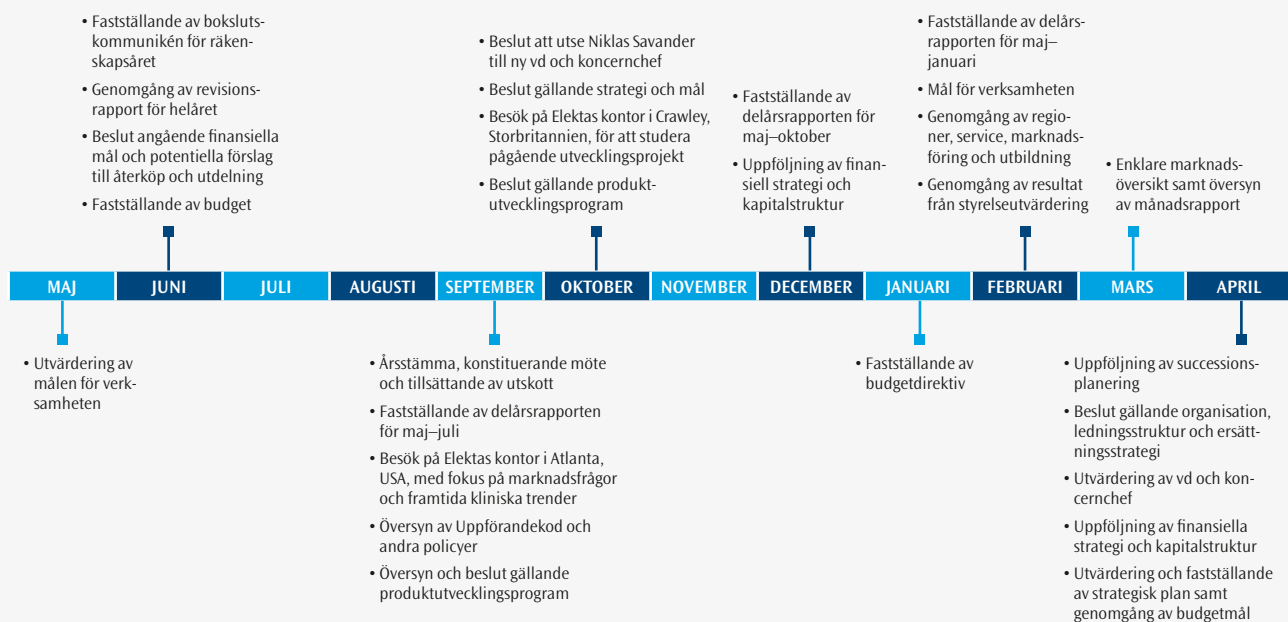 • Fastställande av boksluts-
kommunikén för räken-
skapsåret
• Genomgång av revisions-
rapport för helåret
• Beslut angående finansiella
mål och potentiella förslag
till återköp och utdelning
• Fastställande av budget
• Beslut att utse Niklas Savander
till ny vd och koncernchef
• Beslut gällande strategi och mål
• Besök på Elektas kontor i Crawley,
Storbritannien, för att studera
pågående utvecklingsprojekt
• Beslut gällande produkt-
utvecklingsprogram
• Fastställande av
delårsrapporten för
maj–oktober
• Uppföljning av finan-
siell strategi och
kapitalstruktur
• Fastställande av delårs-
rapporten för maj–
januari
• Mål för verksamheten
• Genomgång av regio-
ner, service, marknads-
föring och utbildning
• Genomgång av resultat
från styrelseutvärdering
• Enklare marknads-
översikt samt översyn
av månadsrapport
MAJ JUNI JULI AUGUSTI SEPTEMBER OKTOBER NOVEMBER DECEMBER JANUARI FEBRUARI MARS APRIL
• Utvärdering av
målen för verk-
samheten
• Årsstämma, konstituerande möte
och tillsättande av utskott
• Fastställande av delårsrapporten
för maj–juli
• Besök på Elektas kontor i Atlanta,
USA, med fokus på marknadsfrågor
och framtida kliniska trender
• Översyn av Uppförandekod och
andra policyer
• Översyn och beslut gällande
produktutvecklingsprogram
• Fastställande av
budgetdirektiv
• Uppföljning av successions-
planering
• Beslut gällande organisation,
ledningsstruktur och ersätt-
ningsstrategi
• Utvärdering av vd och kon-
cernchef
• Uppföljning av finansiella
strategi och kapitalstruktur
• Utvärdering och fastställande
av strategisk plan samt
genomgång av budgetmål